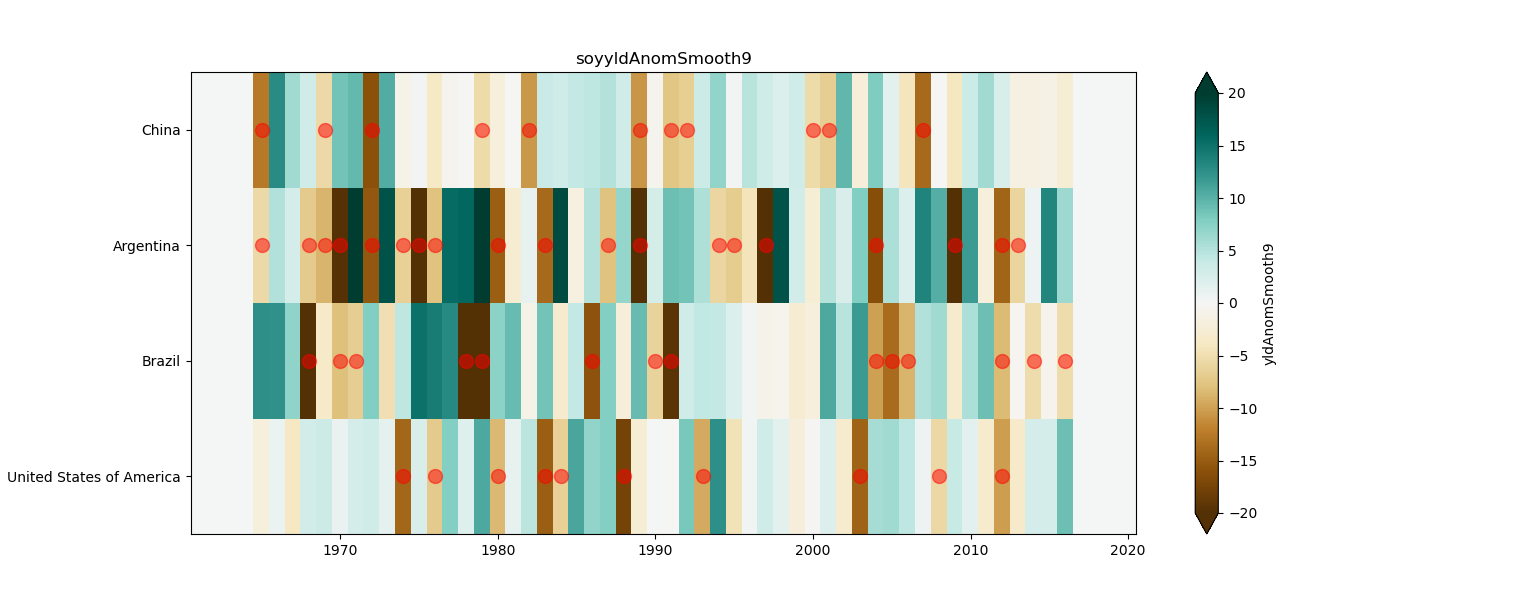 soyyldAnomSmooth9
China
Argentina
Brazil
United States of America
1970 1980 1990 2000 2010 2020
20
15
10
5
0
−5
−10
−15
−20
yldAnomSmooth9